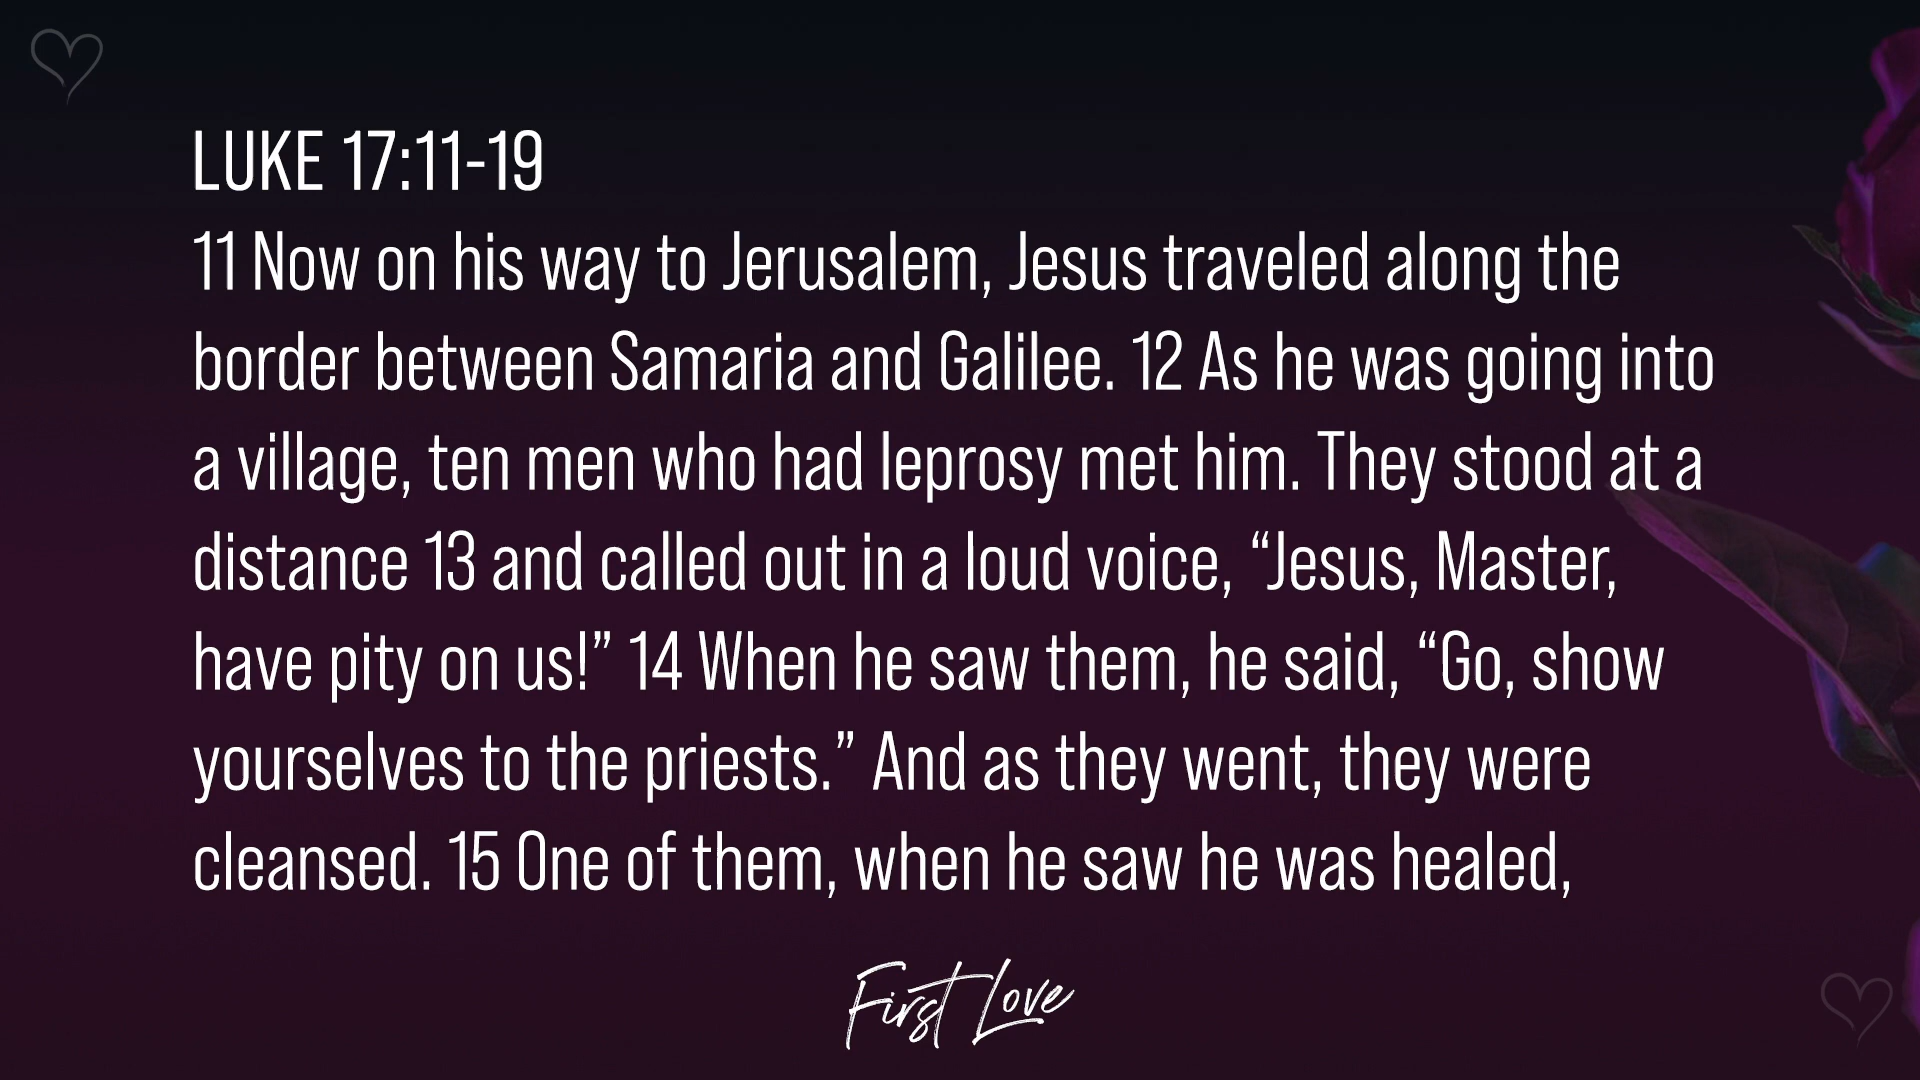 LUKE 17:11-19
11 Now on his way to Jerusalem, Jesus traveled along the
border between Samaria and Galilee. 12 As he was going into
a village, ten men who had leprosy met him. They stood at a
distance 13 and called out in a loud voice, “Jesus, Master,
have pity on us!” 14 When he saw them, he said, “Go, show
yourselves to the priests.” And as they went, they were
cleansed. 15 One of them, when he saw he was healed,
First Love